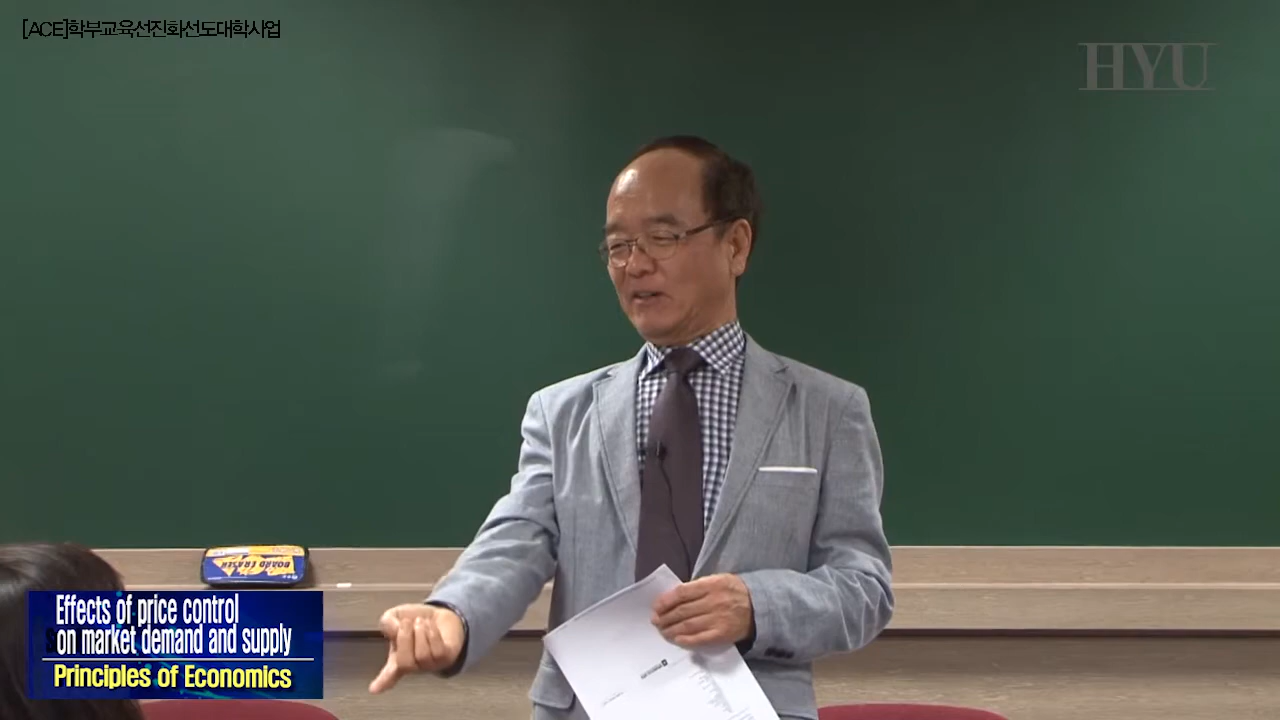 [ACE]학부교육선진화선도대학사업
HYU
BOARD ERASER
Effects of price control
on market demand and supply
Principles of Economics